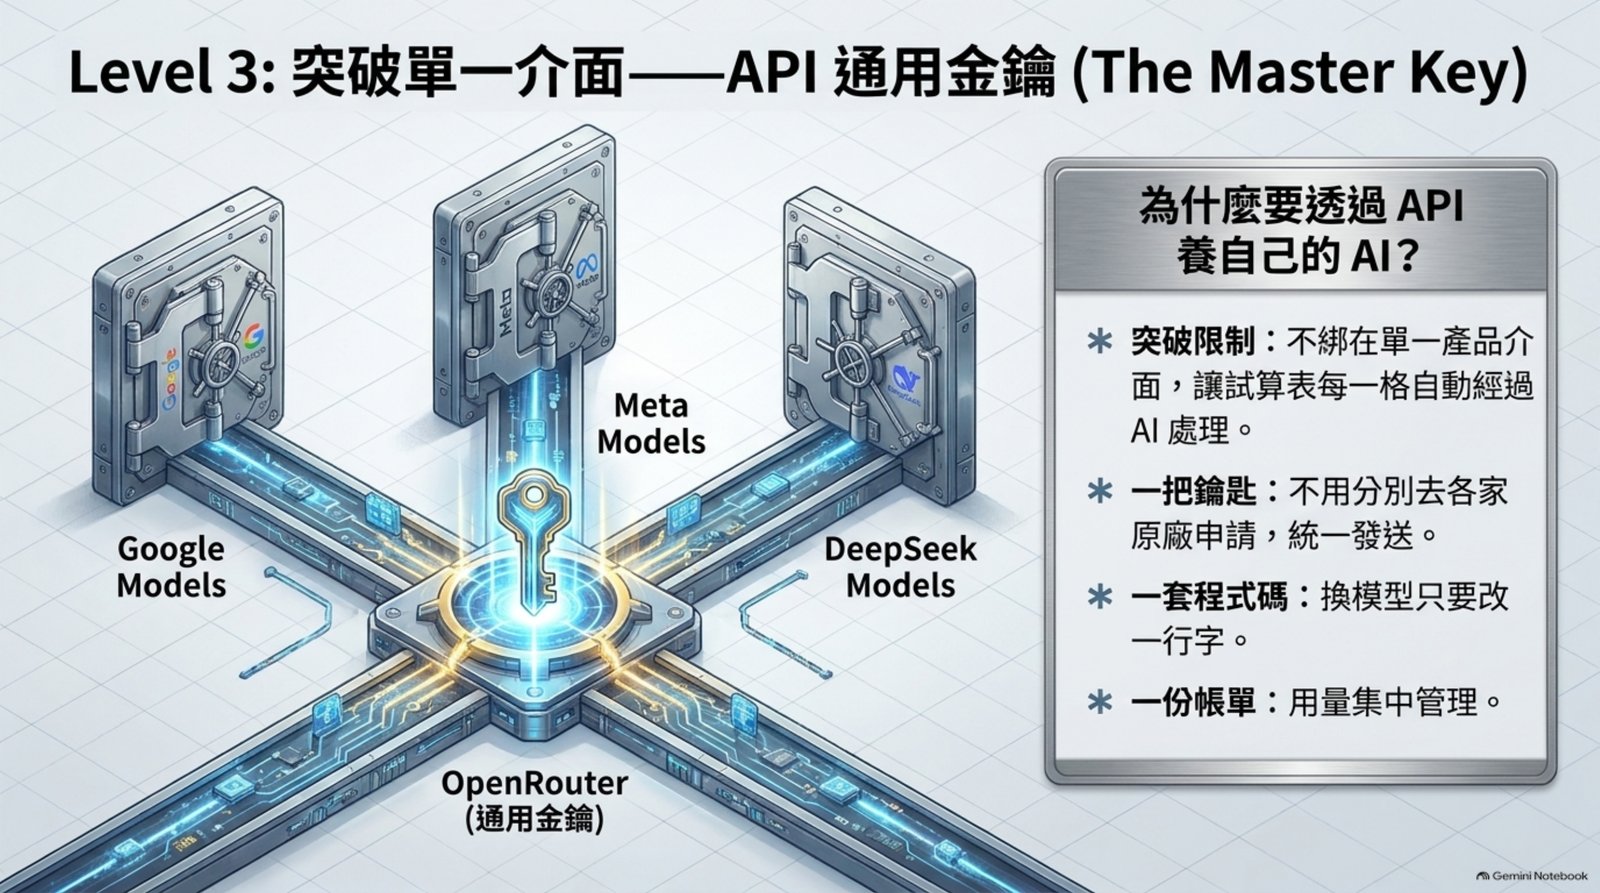 Level 3: 突破單一介面——API 通用金鑰 (The Master Key)
Meta
Google
Meta
Models
Google
Models
DeepSeek
Models
OpenRouter
(通用金鑰)
為什麼要透過 API
養自己的 AI？
* 突破限制：不綁在單一產品介
面，讓試算表每一格自動經過
AI 處理。
* 一把鑰匙：不用分別去各家
原廠申請，統一發送。
* 一套程式碼：換模型只要改
一行字。
* 一份帳單：用量集中管理。
Gemini Notebook